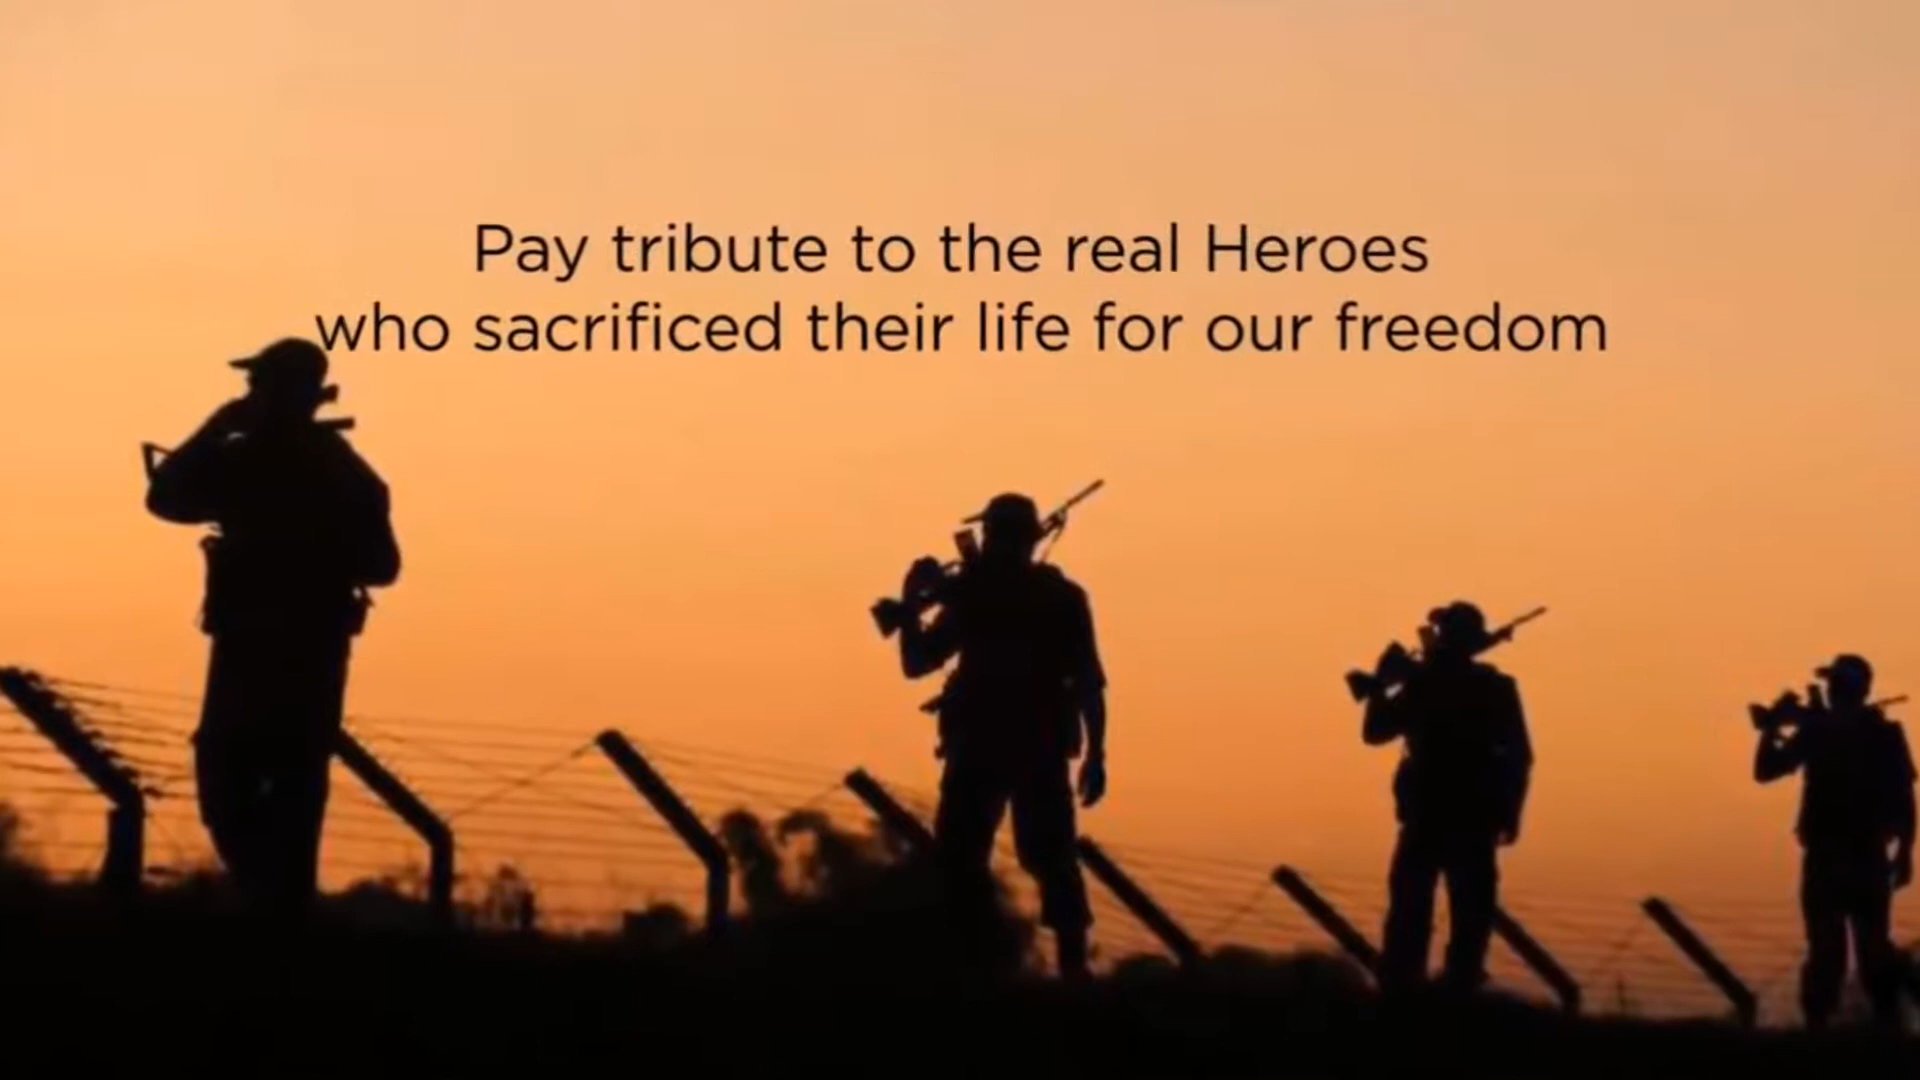 Pay tribute to the real Heroes
who sacrificed their life for our freedom